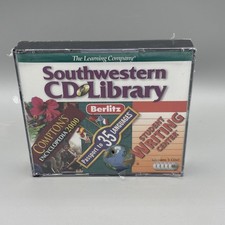 The Learning Company
Southwestern
CD Library
Berlitz
COMPTON'S
ENCYCLOPEDIA 2000
PASSPORT TO
35 LANGUAGES
STUDENT
WRITING
CENTER